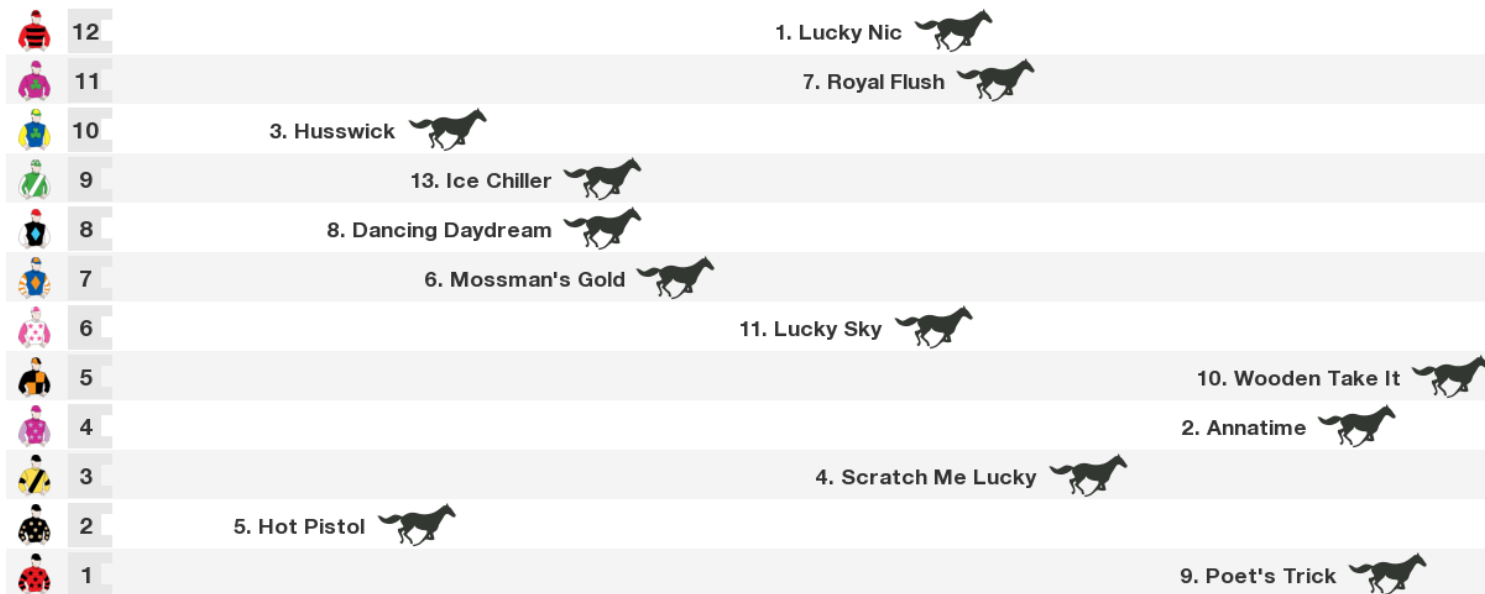 12 1. Lucky Nic
11 7. Royal Flush
10 3. Husswick
9 13. Ice Chiller
8 8. Dancing Daydream
7 6. Mossman's Gold
6 11. Lucky Sky
5 10. Wooden Take It
4 2. Annatime
3 4. Scratch Me Lucky
2 5. Hot Pistol
1 9. Poet's Trick